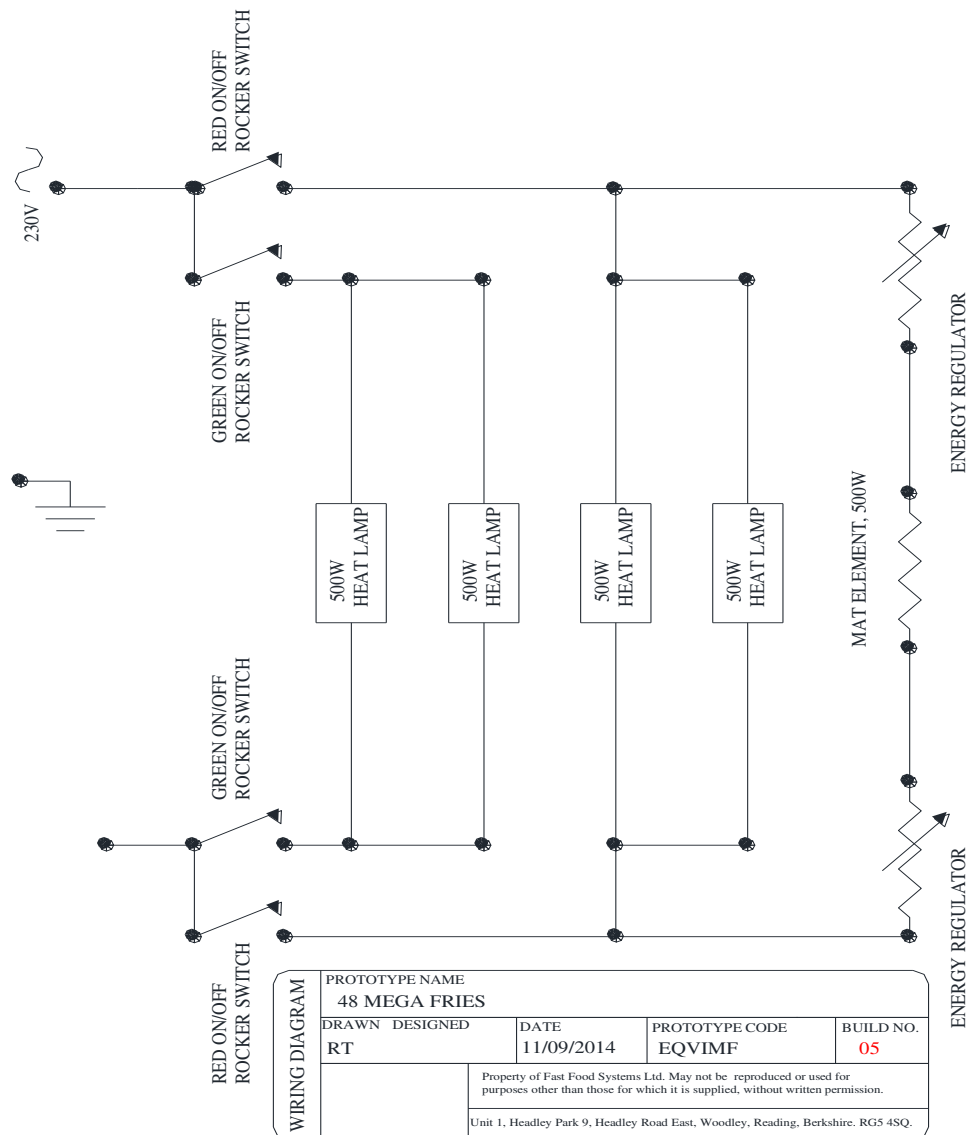 RED ON/OFF
ROCKER SWITCH
230V
GREEN ON/OFF
ROCKER SWITCH
ENERGY REGULATOR
500W
HEAT LAMP
500W
HEAT LAMP
500W
HEAT LAMP
500W
HEAT LAMP
MAT ELEMENT, 500W
GREEN ON/OFF
ROCKER SWITCH
RED ON/OFF
ROCKER SWITCH
ENERGY REGULATOR
WIRING DIAGRAM
PROTOTYPE NAME
48 MEGA FRIES
DRAWN DESIGNED
RT
DATE
11/09/2014
PROTOTYPE CODE
EQVIMF
BUILD NO.
05
Property of Fast Food Systems Ltd. May not be reproduced or used for
purposes other than those for which it is supplied, without written permission.
Unit 1, Headley Park 9, Headley Road East, Woodley, Reading, Berkshire. RG5 4SQ.